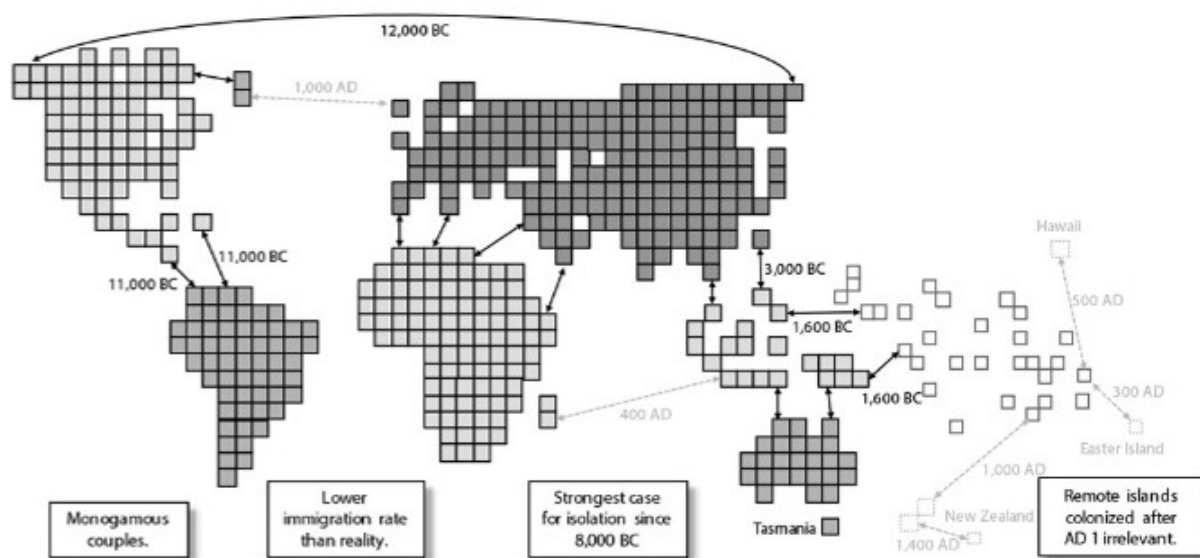 12,000 BC
1,000 AD
Hawaii
11,000 BC
3,000 BC
11,000 BC
500 AD
1,600 BC
1,600 BC
300 AD
400 AD
Easter Island
1,000 AD
Monogamous
couples.
Lower
immigration rate
than reality.
Strongest case
for isolation since
8,000 BC
Tasmania
New Zealand
1,400 AD
Remote islands
colonized after
AD 1 irrelevant.